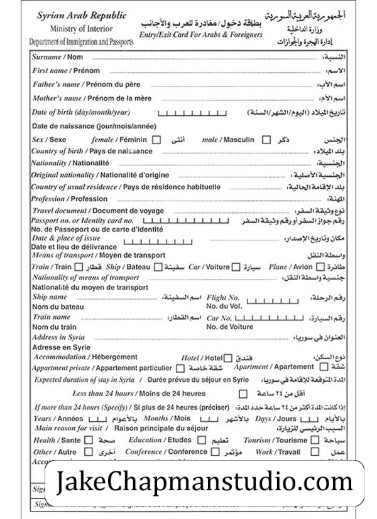 Syrian Arab Republic
Ministry of Interior
Department of Immigration and Passports
بطاقة دخول/مغادرة للعرب والأجانب
Entry/Exit Card For Arabs & Foreigners
الجمهورية العربية السورية
وزارة الداخلية
إدارة الهجرة والجوازات
Surname / Nom النسبة:
First name / Prénom الاسم:
Father's name / Prénom du père اسم الأب:
Mother's name / Prénom de la mère اسم الأم:
Date of birth (day/month/year) تاريخ الميلاد (اليوم/الشهر/السنة)
Date de naissance (jour/mois/année)
Sex / Sexe female / Féminin أنثى male / Masculin ذكر الجنس
Country of birth / Pays de naissance بلد الميلاد:
Nationality / Nationalité الجنسية:
Original nationality / Nationalité d'origine الجنسية الأصلية:
Country of usual residence / Pays de résidence habituelle بلد الإقامة الحالية:
Profession / Profession المهنة:
Travel document / Document de voyage نوع وثيقة السفر:
Passport no. or Identity card no. رقم جواز السفر أو رقم وثيقة السفر
No. de Passeport ou de carte d'identité
Date & place of issue مكان وتاريخ الإصدار:
Date et lieu de délivrance
Means of transport / Moyen de transport واسطة النقل
Train / Train قطار Ship / Bateau سفينة Car / Voiture سيارة Plane / Avion طائرة
Nationality of means of transport جنسية واسطة النقل:
Nationalité du moyen de transport
Ship name اسم السفينة: Flight No. رقم الرحلة:
Nom du bateau No. du Vol.
Train name اسم القطار: Car No. رقم السيارة:
Nom du train No. de Voiture
Address in Syria العنوان في سورية:
Adresse en Syrie
Accommodation / Hébergement Hotel / Hotel فندق نوع السكن:
Appartment private / Appartement particulier شقة خاصة Apartment / Apartement شقة
Expected duration of stay in Syria / Durée prévue du séjour en Syrie المدة المتوقعة للإقامة في سورية:
Less than 24 hours / Moins de 24 heures أقل من ٢٤ ساعة
If more than 24 hours (Specify) / Si plus de 24 heures (préciser) إذا كانت المدة أكثر من ٢٤ ساعة حدد المدة:
Years / Années بالأعوام Months / Mois بالأشهر Days / Jours بالأيام
Main reason for visit / Raison principale du séjour السبب الرئيسي للزيارة:
Health / Sante صحة Education / Etudes تعليم Tourism / Tourisme سياحة
Other / Autre أخرى Conference / Conference مؤتمر Work / Travail عمل
JakeChapmanstudio.com